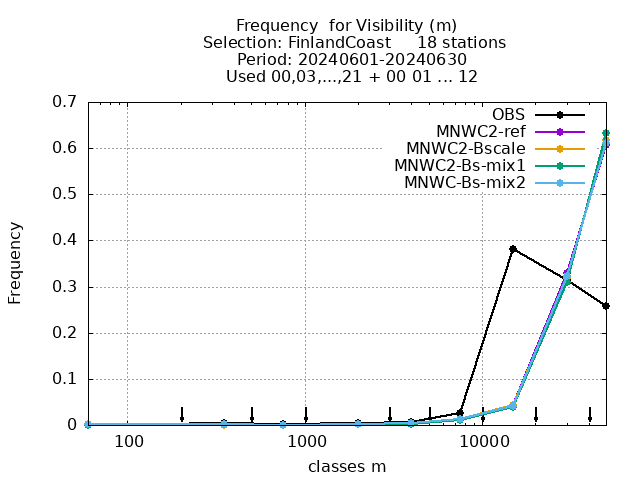 Frequency  for Visibility (m)
Selection: FinlandCoast     18 stations
Period: 20240601-20240630
Used 00,03,...,21 + 00 01 ... 12
0.7
0.6
0.5
0.4
0.3
0.2
0.1
0
Frequency
OBS
MNWC2-ref
MNWC2-Bscale
MNWC2-Bs-mix1
MNWC-Bs-mix2
100 1000 10000
classes m